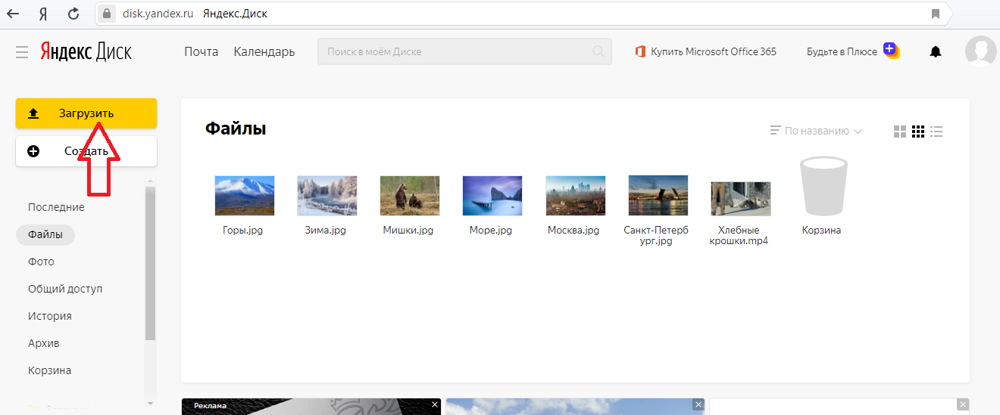 Я
disk.yandex.ru Яндекс.Диск
Яндекс Диск
Почта Календарь
Поиск в моём Диске
Купить Microsoft Office 365
Будьте в Плюсе
Загрузить
Создать
Последние
Файлы
Фото
Общий доступ
История
Архив
Корзина
Файлы
По названию
Горы.jpg
Зима.jpg
Мишки.jpg
Море.jpg
Москва.jpg
Санкт-Петерб
ург.jpg
Хлебные
крошки.mp4
Корзина
Реклама